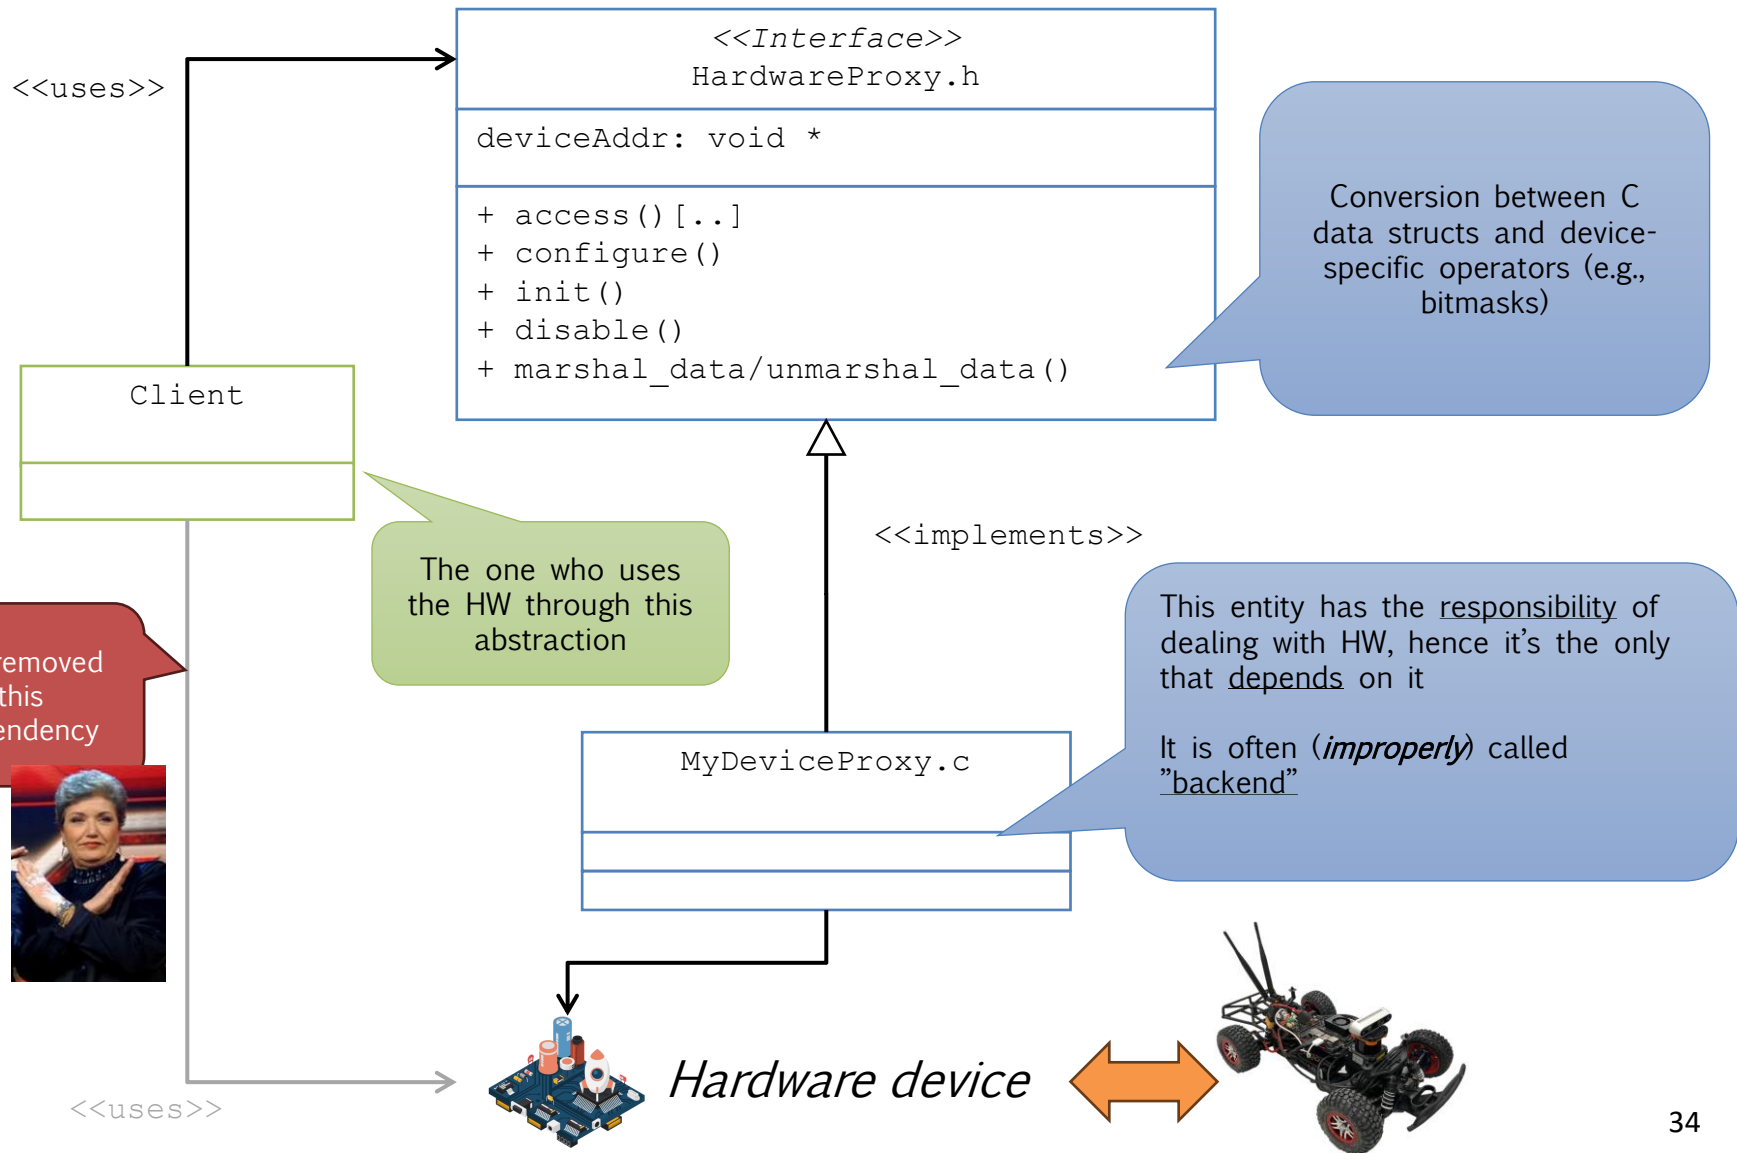 <<uses>>
<<Interface>>
HardwareProxy.h
deviceAddr: void *
+ access()[..]
+ configure()
+ init()
+ disable()
+ marshal_data/unmarshal_data()
Conversion between C
data structs and device-
specific operators (e.g.,
bitmasks)
Client
The one who uses
the HW through this
abstraction
<<implements>>
removed
this
endency
This entity has the responsibility of
dealing with HW, hence it's the only
that depends on it
It is often (improperly) called
"backend"
MyDeviceProxy.c
Hardware device
<<uses>>
34